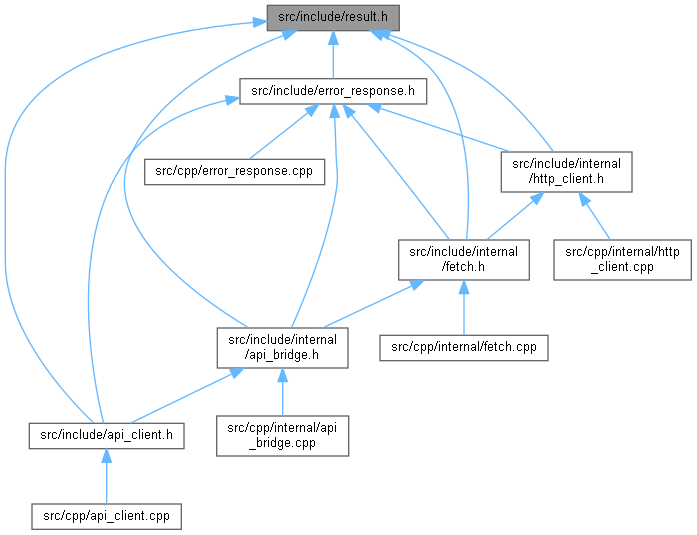 src/include/result.h
src/include/error_response.h
src/cpp/error_response.cpp
src/include/internal
/http_client.h
src/include/internal
/fetch.h
src/cpp/internal/http
_client.cpp
src/include/internal
/api_bridge.h
src/cpp/internal/fetch.cpp
src/include/api_client.h
src/cpp/internal/api
_bridge.cpp
src/cpp/api_client.cpp